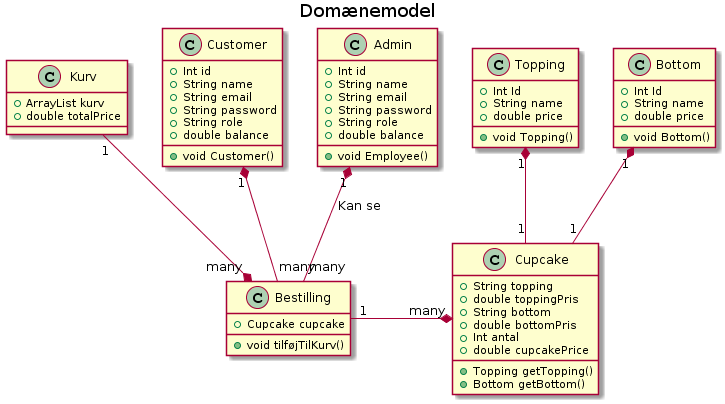 Domænemodel
C Kurv
ArrayList kurv
double totalPrice
C Customer
Int id
String name
String email
String password
String role
double balance
void Customer()
C Admin
Int id
String name
String email
String password
String role
double balance
void Employee()
C Topping
Int Id
String name
double price
void Topping()
C Bottom
Int Id
String name
double price
void Bottom()
1
1
1
1
1
Kan se
1
1
many
many
many
C Bestilling
Cupcake cupcake
void tilføjTilKurv()
1
many
C Cupcake
String topping
double toppingPris
String bottom
double bottomPris
Int antal
double cupcakePrice
Topping getTopping()
Bottom getBottom()